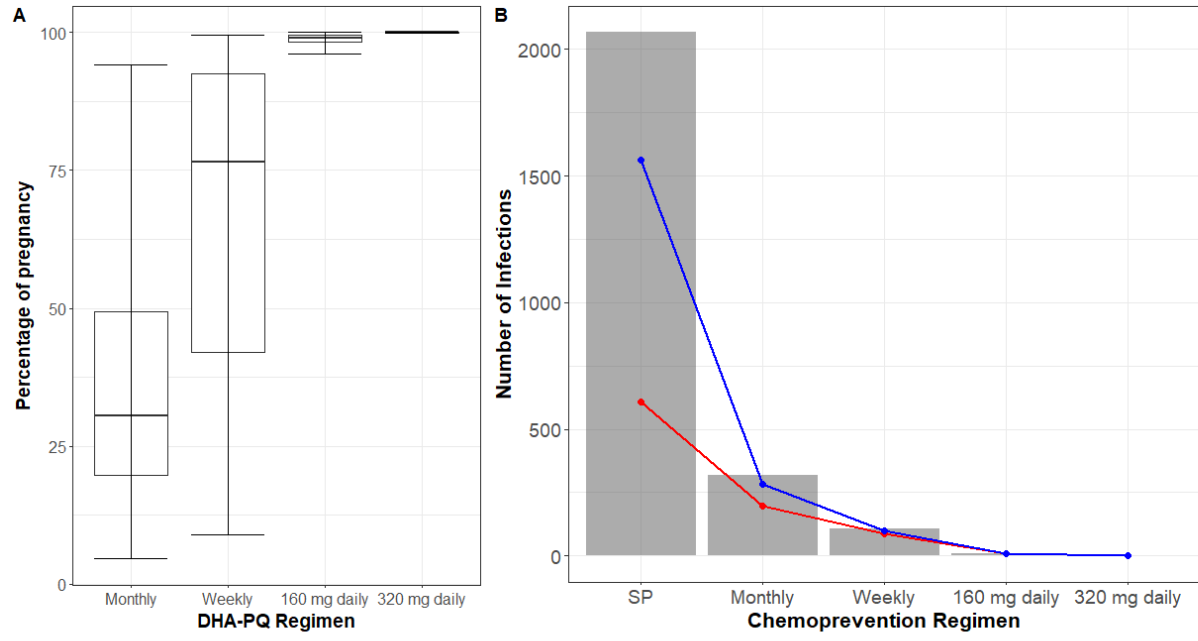 A
Percentage of pregnancy
100
75
50
25
0
Monthly
Weekly
160 mg daily
320 mg daily
DHA-PQ Regimen
B
Number of Infections
2000
1500
1000
500
0
SP
Monthly
Weekly
160 mg daily
320 mg daily
Chemoprevention Regimen